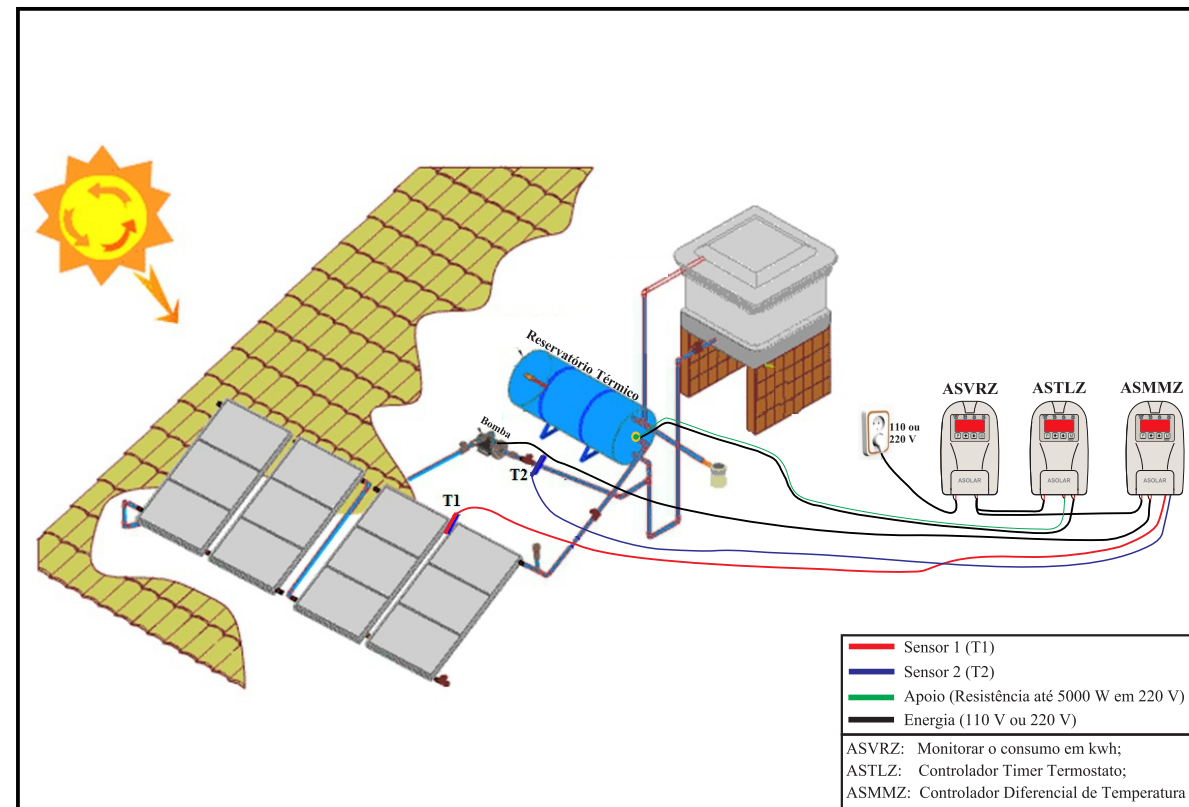 Reservatório Térmico
Bomba
T2
T1
110 ou
220 V
ASVRZ
ASTLZ
ASMMZ
ASOLAR
ASOLAR
ASOLAR
Sensor 1 (T1)
Sensor 2 (T2)
Apoio (Resistência até 5000 W em 220 V)
Energia (110 V ou 220 V)
ASVRZ: Monitorar o consumo em kwh;
ASTLZ: Controlador Timer Termostato;
ASMMZ: Controlador Diferencial de Temperatura